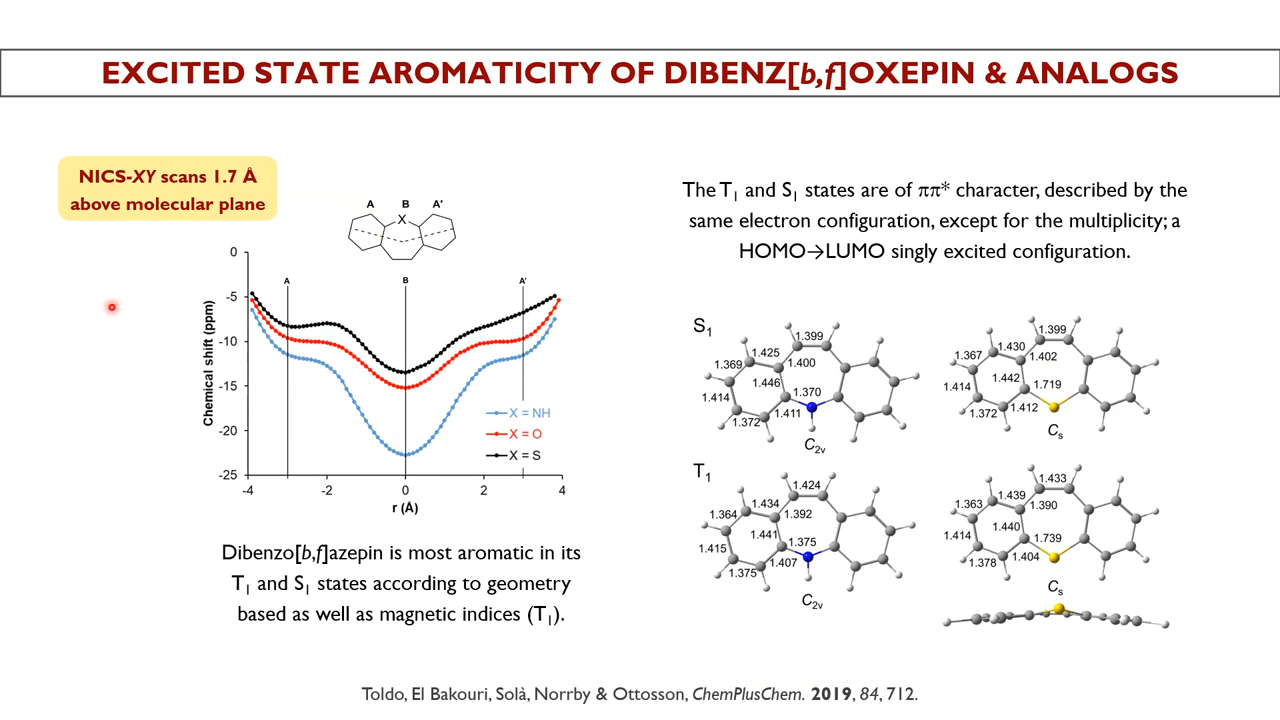 EXCITED STATE AROMATICITY OF DIBENZ[b,f]OXEPIN & ANALOGS
NICS-XY scans 1.7 Å
above molecular plane
A B A'
X
0
-5
-10
-15
-20
-25
Chemical shift (ppm)
A
B
A'
X = NH
X = O
X = S
-4 -2 0 2 4
r (Å)
Dibenzo[b,f]azepin is most aromatic in its
T₁ and S₁ states according to geometry
based as well as magnetic indices (T₁).
The T₁ and S₁ states are of ππ* character, described by the
same electron configuration, except for the multiplicity; a
HOMO→LUMO singly excited configuration.
S₁
1.399
1.425
1.369
1.400
1.446
1.370
1.414
1.411
1.372
C₂ᵥ
1.399
1.430
1.367
1.402
1.442
1.719
1.414
1.412
1.372
Cₛ
T₁
1.424
1.434
1.364
1.392
1.441
1.375
1.415
1.407
1.375
C₂ᵥ
1.433
1.439
1.363
1.390
1.440
1.739
1.414
1.404
1.378
Cₛ
Toldo, El Bakouri, Solà, Norrby & Ottosson, ChemPlusChem. 2019, 84, 712.